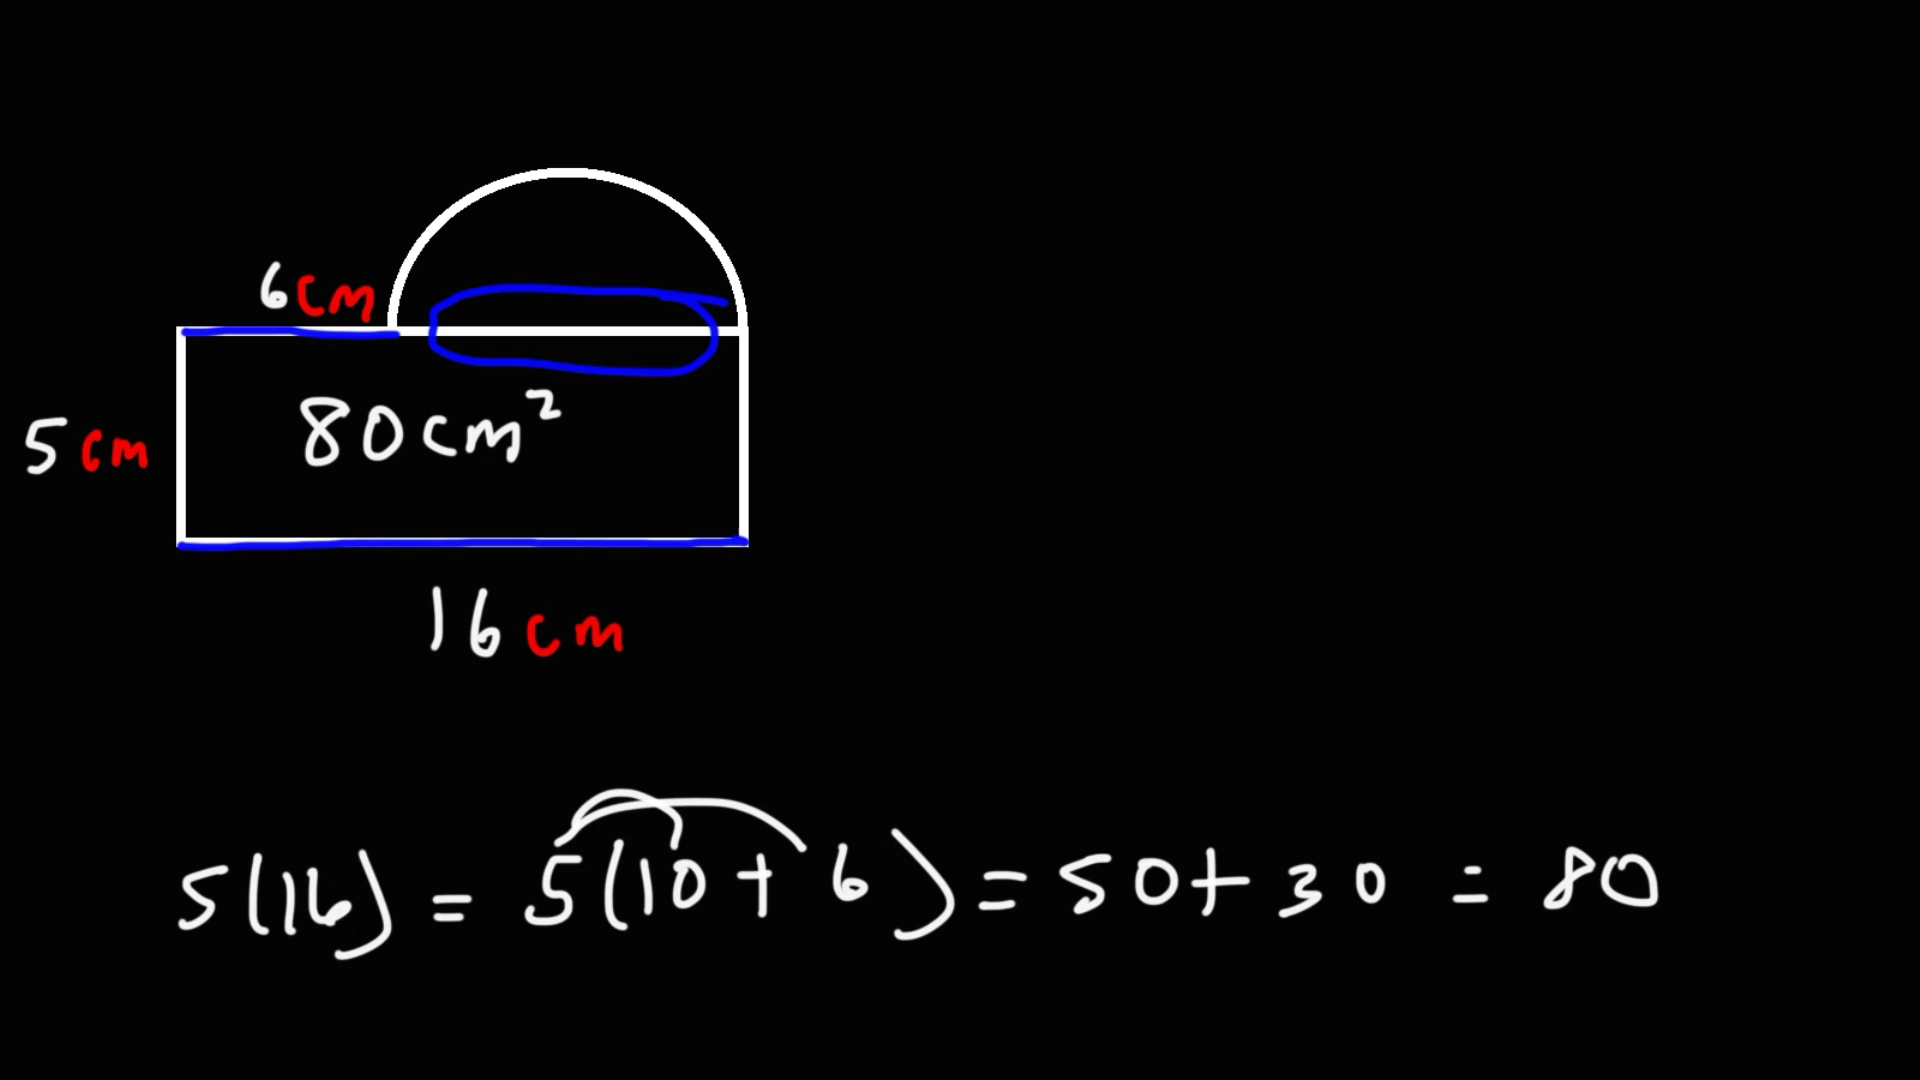 6cm
5cm
80cm²
16cm
5(16) = 5(10+6) = 50+30 = 80